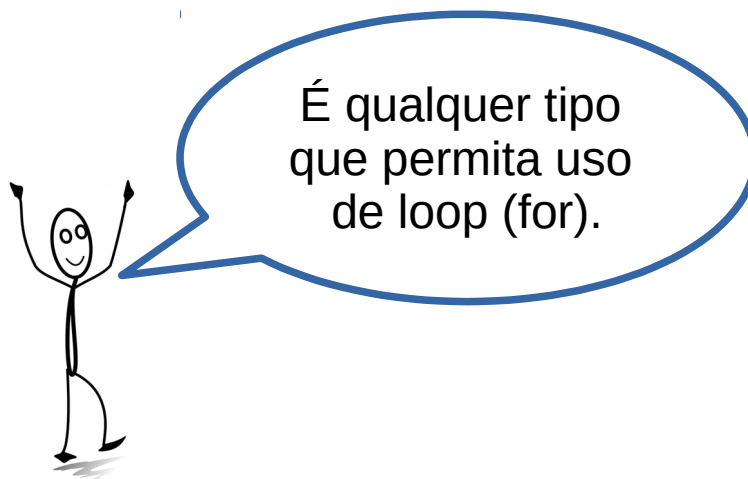 É qualquer tipo
que permita uso
de loop (for).